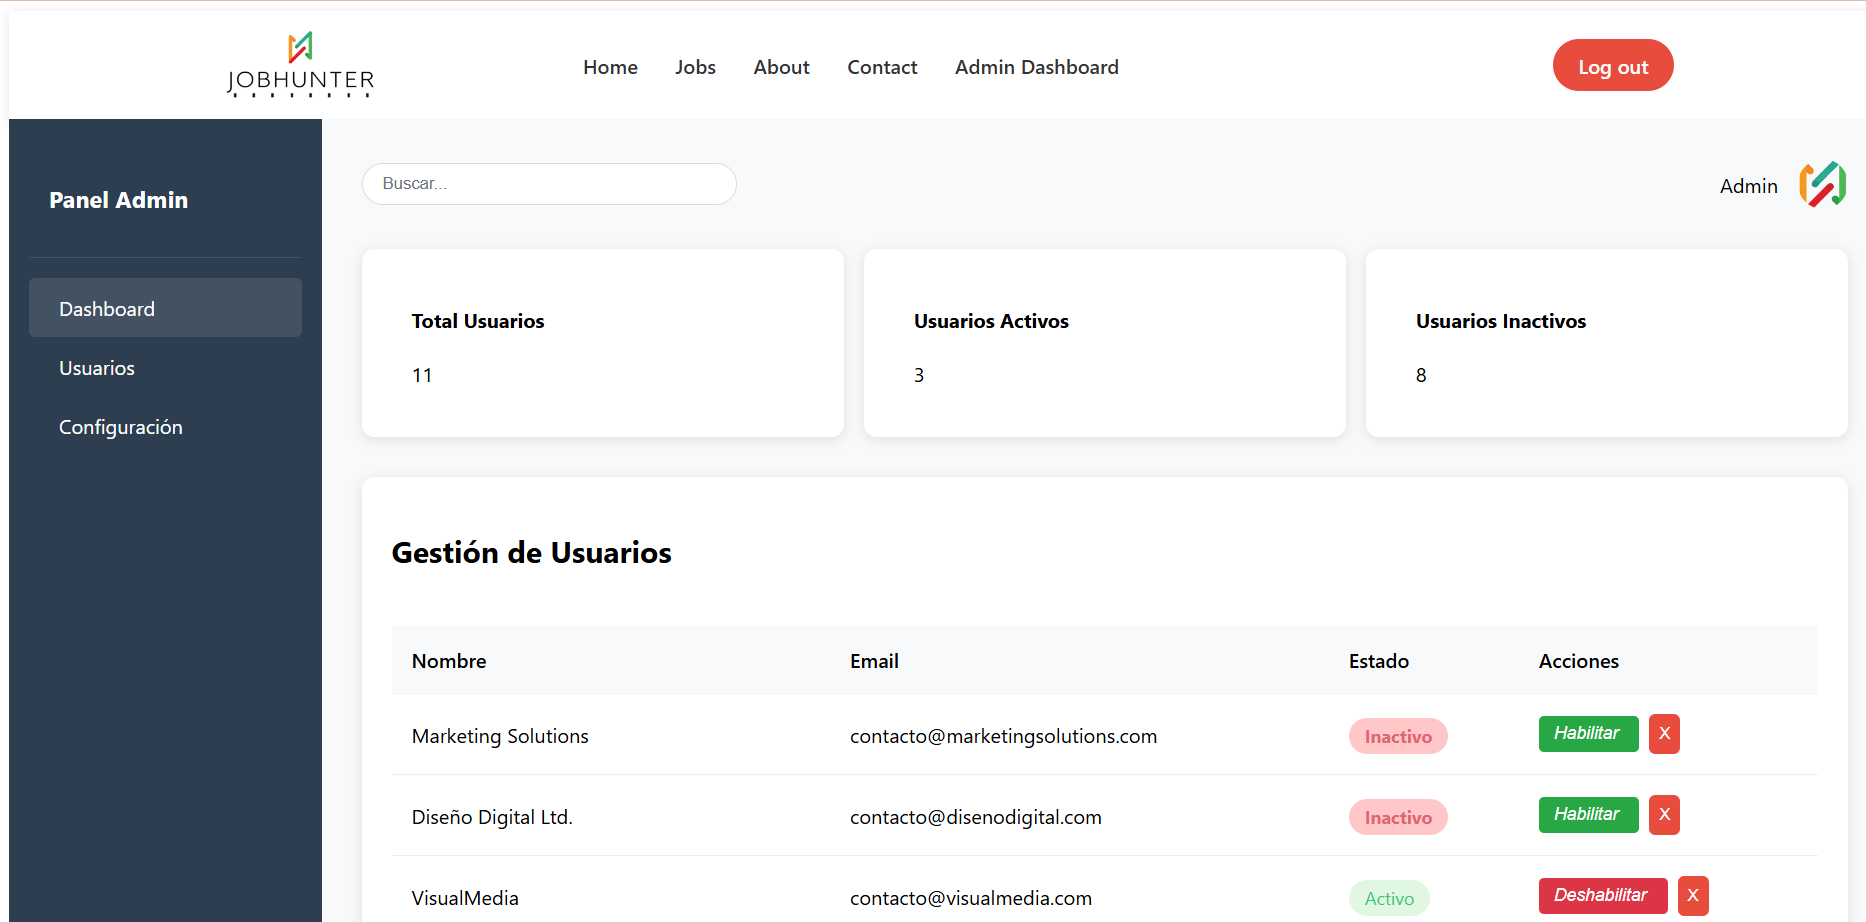 JOBHUNTER
Home Jobs About Contact Admin Dashboard
Log out
Panel Admin
Dashboard
Usuarios
Configuración
Buscar...
Admin
Total Usuarios
11
Usuarios Activos
3
Usuarios Inactivos
8
Gestión de Usuarios
Nombre Email Estado Acciones
Marketing Solutions contacto@marketingsolutions.com Inactivo Habilitar X
Diseño Digital Ltd. contacto@disenodigital.com Inactivo Habilitar X
VisualMedia contacto@visualmedia.com Activo Deshabilitar X